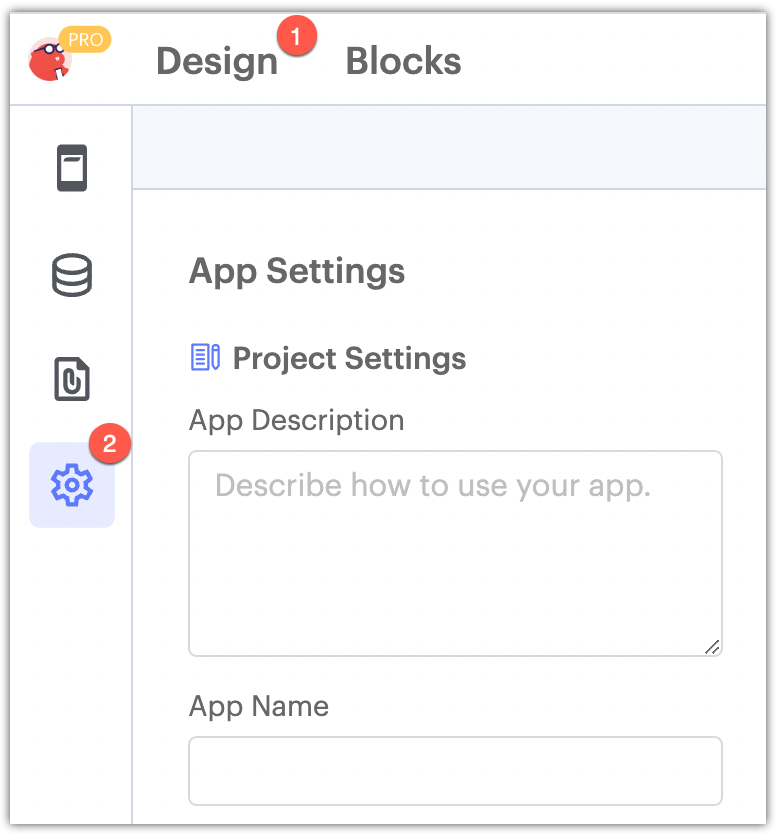 PRO
Design 1 Blocks
App Settings
Project Settings
App Description
Describe how to use your app.
2
App Name